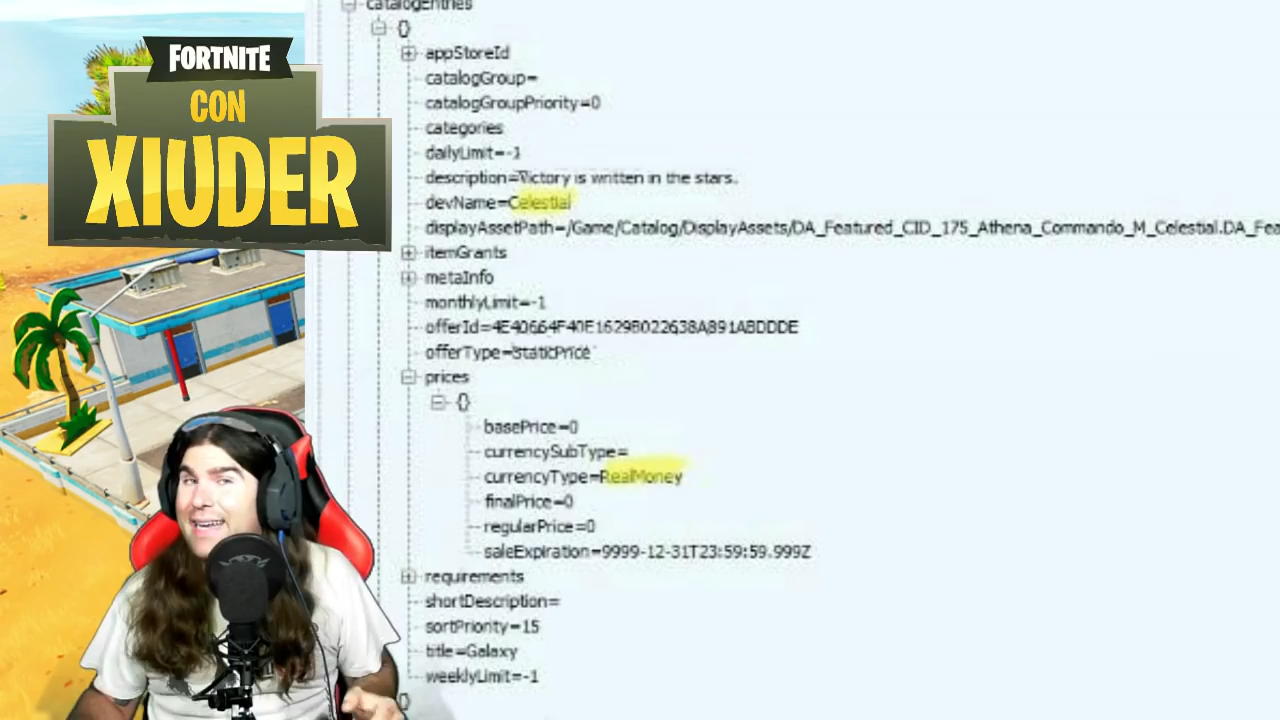 FORTNITE
CON
XIUDER
catalogEntries
{}
appStoreId
catalogGroup=
catalogGroupPriority=0
categories
dailyLimit=-1
description=Victory is written in the stars.
devName=Celestial
displayAssetPath=/Game/Catalog/DisplayAssets/DA_Featured_CID_175_Athena_Commando_M_Celestial.DA_Fea
itemGrants
metaInfo
monthlyLimit=-1
offerId=4E40664F40E1629B022638A891ABDDDE
offerType=StaticPrice
prices
{}
basePrice=0
currencySubType=
currencyType=RealMoney
finalPrice=0
regularPrice=0
saleExpiration=9999-12-31T23:59:59.999Z
requirements
shortDescription=
sortPriority=15
title=Galaxy
weeklyLimit=-1
{}